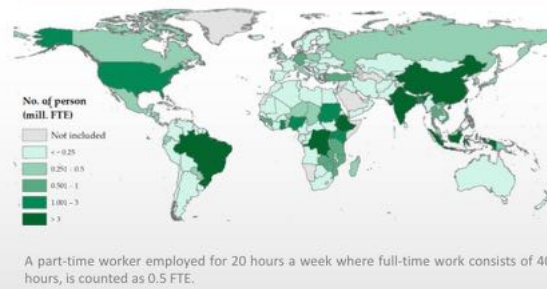 No. of person
(mill. FTE)
Not included
<=0.25
0.251 - 0.5
0.501 - 1
1.001 - 3
> 3
A part-time worker employed for 20 hours a week where full-time work consists of 40
hours, is counted as 0.5 FTE.